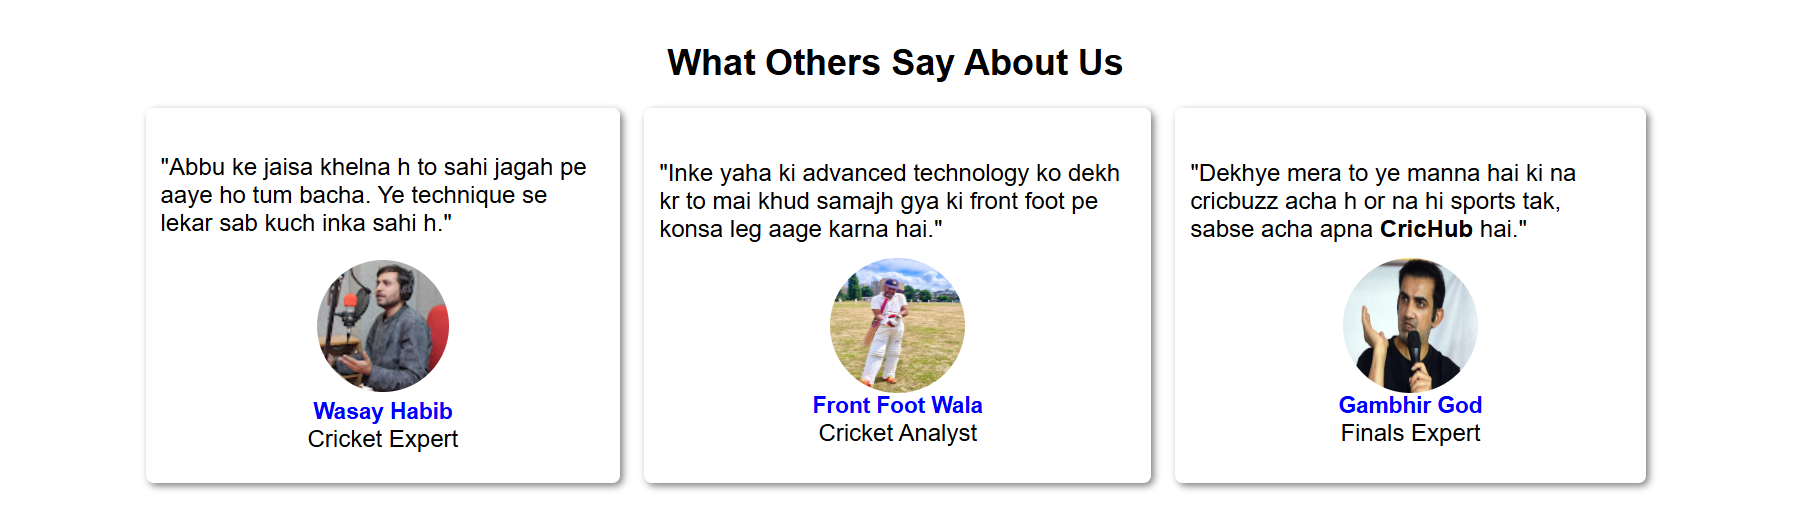 What Others Say About Us
"Abbu ke jaisa khelna h to sahi jagah pe
aaye ho tum bacha. Ye technique se
lekar sab kuch inka sahi h."
Wasay Habib
Cricket Expert
"Inke yaha ki advanced technology ko dekh
kr to mai khud samajh gya ki front foot pe
konsa leg aage karna hai."
Front Foot Wala
Cricket Analyst
"Dekhye mera to ye manna hai ki na
cricbuzz acha h or na hi sports tak,
sabse acha apna CricHub hai."
Gambhir God
Finals Expert